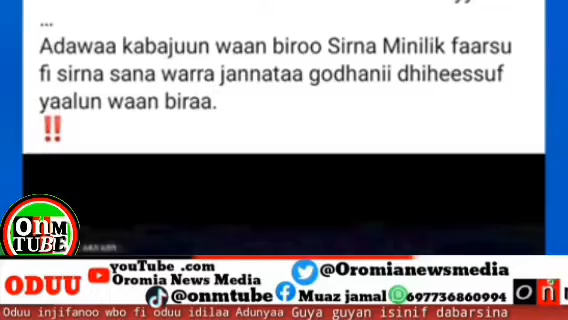 ...
Adawaa kabajuun waan biroo Sirna Minilik faarsu
fi sirna sana warra jannataa godhanii dhiheessuf
yaalun waan biraa.
‼️
OnM
TUBE
ODUU
youTube .com
Oromia News Media
@Oromianewsmedia
@onmtube
Muaz jamal
697736860994
Oduu injifanoo wbo fi oduu idilaa Adunyaa Guya guyan isinif dabarsina